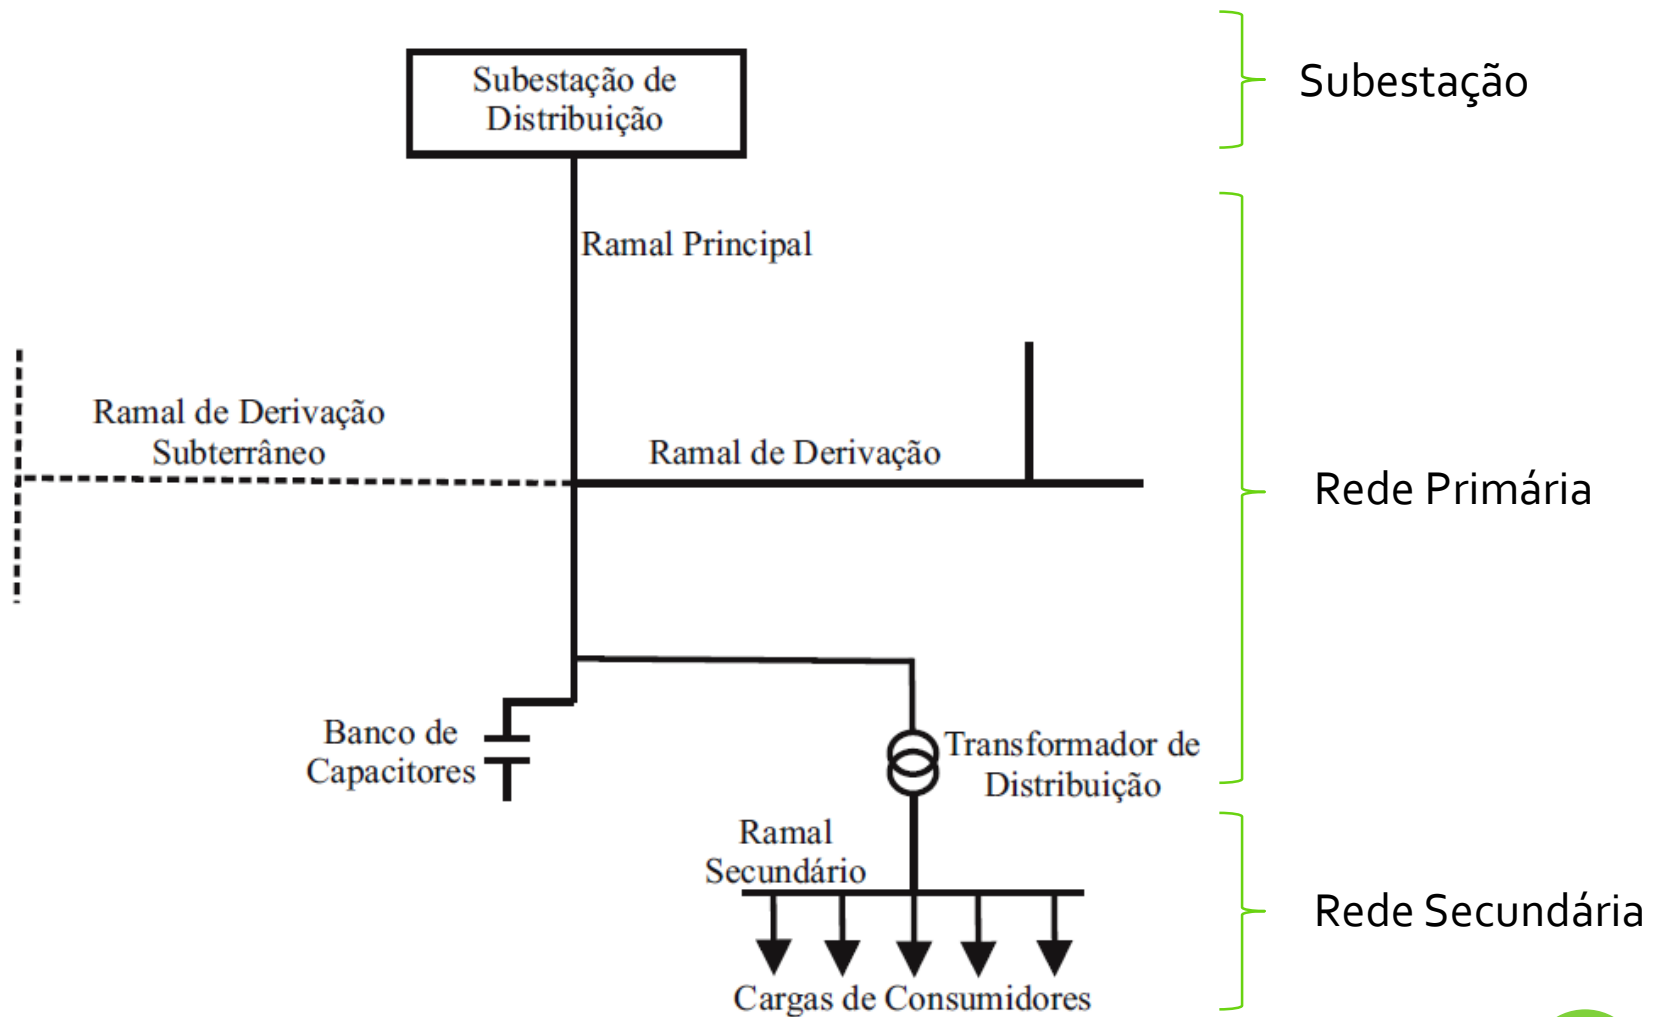 Subestação de
Distribuição
Subestação
Ramal Principal
Ramal de Derivação
Subterrâneo
Ramal de Derivação
Rede Primária
Banco de
Capacitores
Transformador de
Distribuição
Ramal
Secundário
Rede Secundária
Cargas de Consumidores